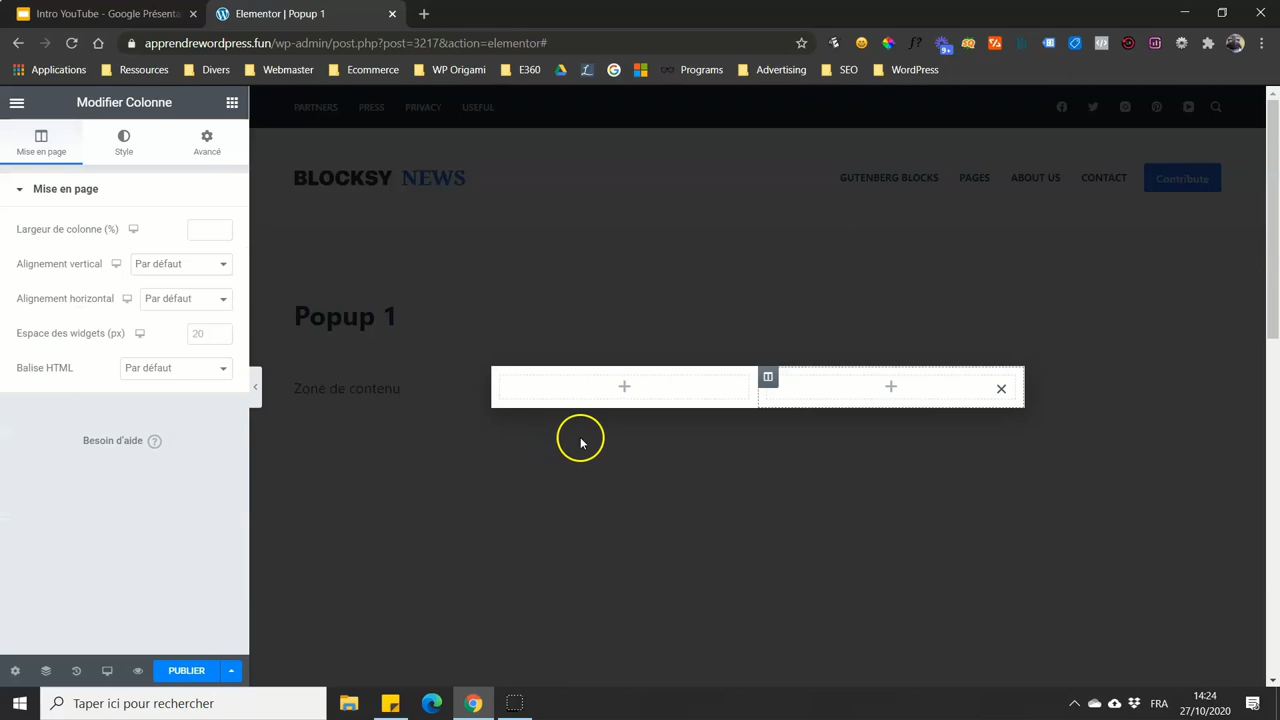 Intro YouTube - Google Présenta
Elementor | Popup 1
apprendrewordpress.fun/wp-admin/post.php?post=3217&action=elementor#
Applications
Ressources
Divers
Webmaster
Ecommerce
WP Origami
E360
Programs
Advertising
SEO
WordPress
9+
Modifier Colonne
Mise en page
Style
Avancé
Mise en page
Largeur de colonne (%)
Alignement vertical
Par défaut
Alignement horizontal
Par défaut
Espace des widgets (px)
20
Balise HTML
Par défaut
Besoin d'aide ?
PUBLIER
PARTNERS
PRESS
PRIVACY
USEFUL
BLOCKSY NEWS
GUTENBERG BLOCKS
PAGES
ABOUT US
CONTACT
Contribute
Popup 1
Zone de contenu
Taper ici pour rechercher
FRA
14:24
27/10/2020